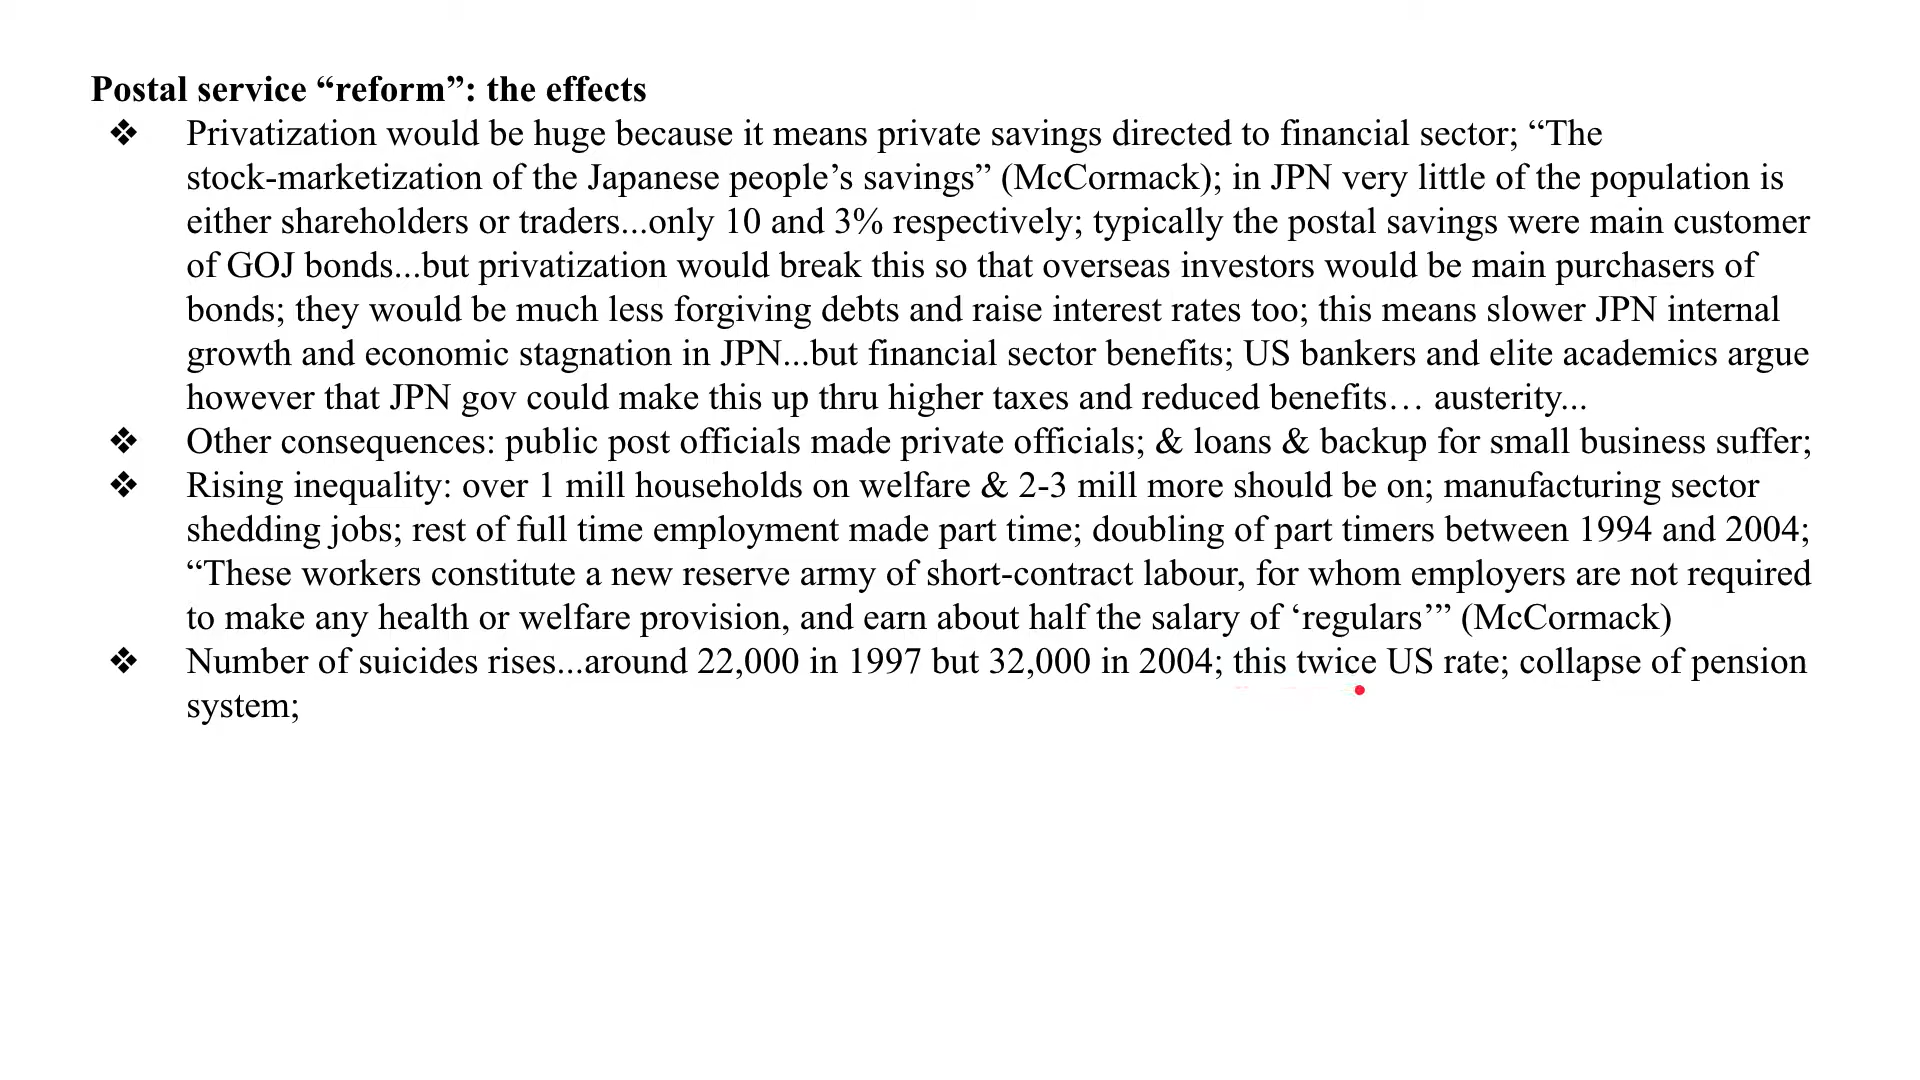 Postal service “reform”: the effects
❖ Privatization would be huge because it means private savings directed to financial sector; “The
stock-marketization of the Japanese people’s savings” (McCormack); in JPN very little of the population is
either shareholders or traders...only 10 and 3% respectively; typically the postal savings were main customer
of GOJ bonds...but privatization would break this so that overseas investors would be main purchasers of
bonds; they would be much less forgiving debts and raise interest rates too; this means slower JPN internal
growth and economic stagnation in JPN...but financial sector benefits; US bankers and elite academics argue
however that JPN gov could make this up thru higher taxes and reduced benefits… austerity...
❖ Other consequences: public post officials made private officials; & loans & backup for small business suffer;
❖ Rising inequality: over 1 mill households on welfare & 2-3 mill more should be on; manufacturing sector
shedding jobs; rest of full time employment made part time; doubling of part timers between 1994 and 2004;
“These workers constitute a new reserve army of short-contract labour, for whom employers are not required
to make any health or welfare provision, and earn about half the salary of ‘regulars’” (McCormack)
❖ Number of suicides rises...around 22,000 in 1997 but 32,000 in 2004; this twice US rate; collapse of pension
system;